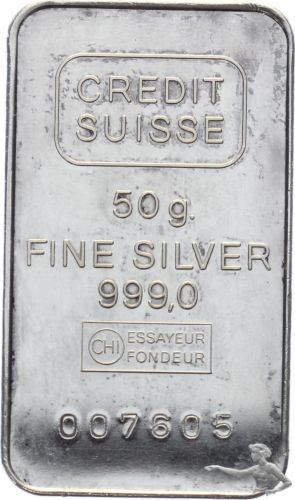 CREDIT
SUISSE
50 g.
FINE SILVER
999,0
CHI ESSAYEUR
FONDEUR
007605